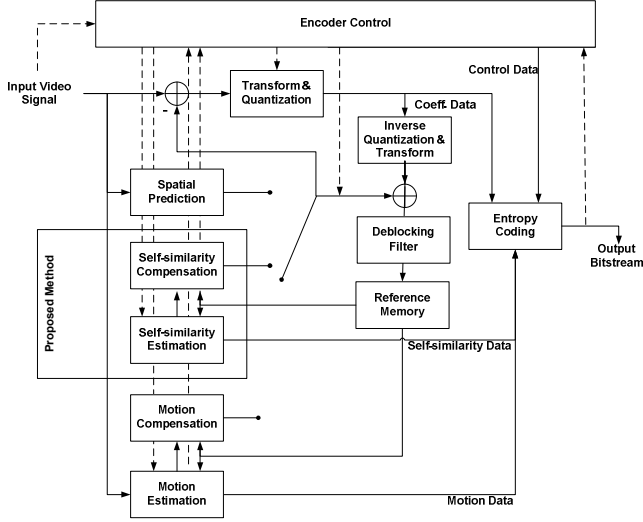 Encoder Control
Input Video
Signal
-
Transform &
Quantization
Control Data
Coeff. Data
Inverse
Quantization &
Transform
Spatial
Prediction
Entropy
Coding
Deblocking
Filter
Output
Bitstream
Proposed Method
Self-similarity
Compensation
Reference
Memory
Self-similarity
Estimation
Self-similarity Data
Motion
Compensation
Motion
Estimation
Motion Data